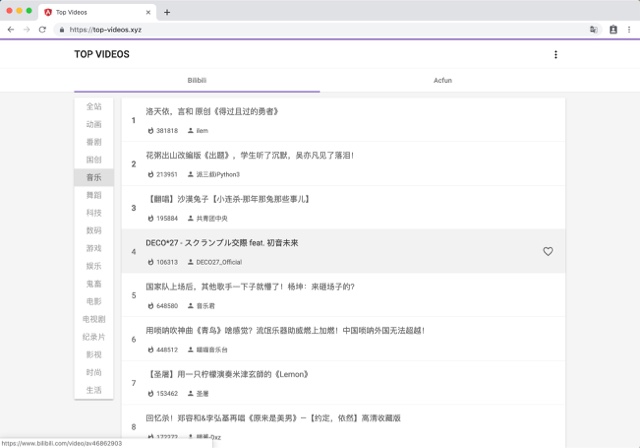 Top Videos
https://top-videos.xyz
TOP VIDEOS
Bilibili
Acfun
全站
动画
番剧
国创
音乐
舞蹈
科技
数码
游戏
娱乐
鬼畜
电影
电视剧
纪录片
影视
时尚
生活
1
洛天依，言和 原创《得过且过的勇者》
381818 ilem
2
花粥出山改编版《出题》，学生听了沉默，吴亦凡见了落泪！
213951 派三叔iPython3
3
【翻唱】沙漠兔子【小连杀-那年那兔那些事儿】
195884 共青团中央
4
DECO*27 - スクランブル交際 feat. 初音未来
106313 DECO27_Official
5
国家队上场后，其他歌手一下子就懵了！杨坤：来砸场子的？
648580 音乐君
6
用唢呐吹神曲《青鸟》啥感觉？流氓乐器助威燃上加燃！中国唢呐外国无法超越！
448512 瞄瞄音乐台
7
【圣屠】用一只柠檬演奏米津玄師的《Lemon》
153462 圣屠
8
回忆杀！郑容和&李弘基再唱《原来是美男》—【约定，依然】高清收藏版
https://www.bilibili.com/video/av46862903